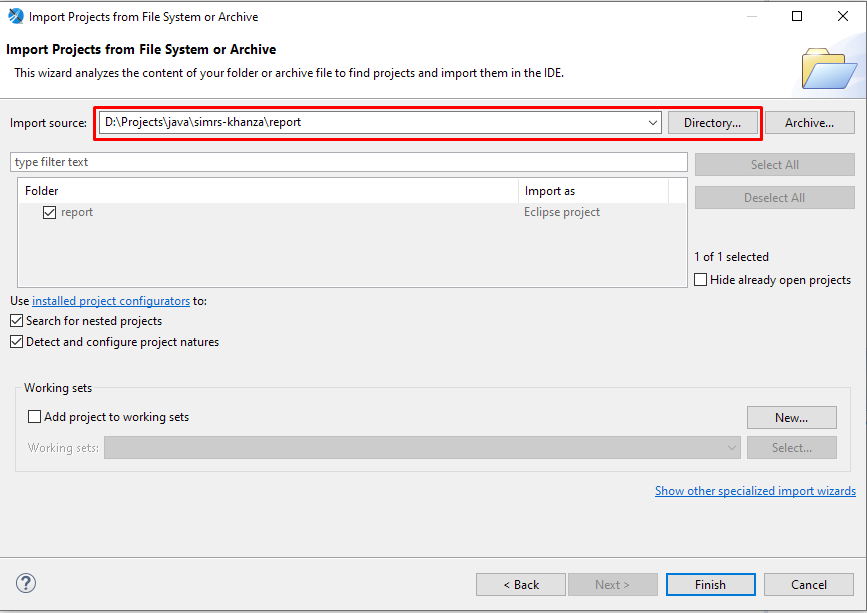 Import Projects from File System or Archive
Import Projects from File System or Archive
This wizard analyzes the content of your folder or archive file to find projects and import them in the IDE.
Import source: D:\Projects\java\simrs-khanza\report Directory... Archive...
type filter text Select All
Folder Import as Deselect All
report Eclipse project
1 of 1 selected
Hide already open projects
Use installed project configurators to:
Search for nested projects
Detect and configure project natures
Working sets
Add project to working sets New...
Working sets: Select...
Show other specialized import wizards
? < Back Next > Finish Cancel